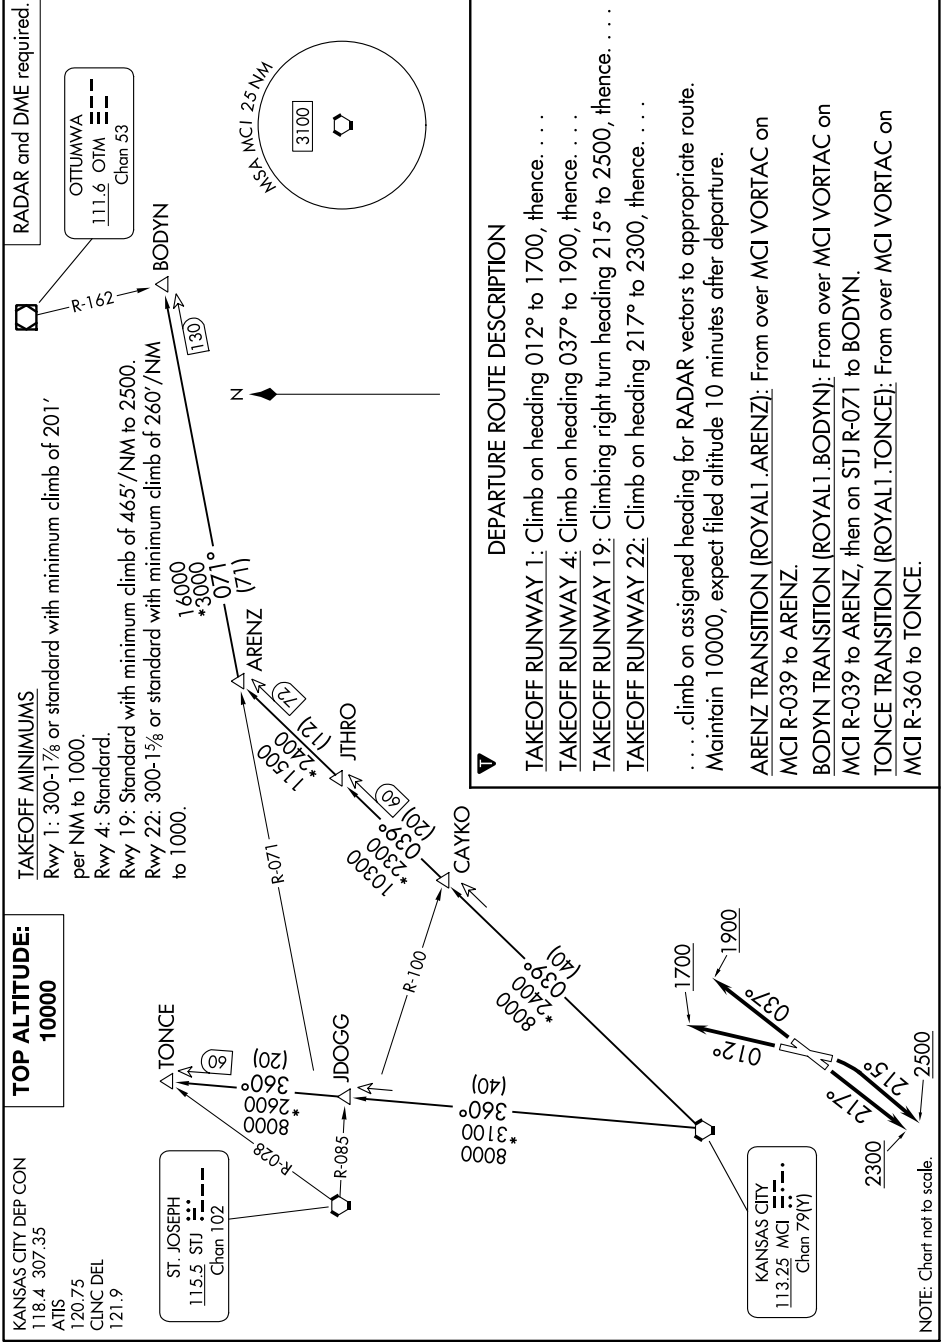 KANSAS CITY DEP CON
118.4 307.35
ATIS
120.75
CLNC DEL
121.9
TOP ALTITUDE:
10000
TAKEOFF MINIMUMS
Rwy 1: 300-1⅞ or standard with minimum climb of 201'
per NM to 1000.
Rwy 4: Standard.
Rwy 19: Standard with minimum climb of 465'/NM to 2500.
Rwy 22: 300-1⅝ or standard with minimum climb of 260'/NM
to 1000.
RADAR and DME required.
OTTUMWA
111.6 OTM
Chan 53
R-162
BODYN
130
N
16000
*3000
071°
(71)
ARENZ
72
11500
*2400
(12)
JTHRO
60
10300
*2300
039°
(20)
CAYKO
R-071
R-100
8000
*2400
039°
(40)
TONCE
60
8000
*2600
360°
(20)
JDOGG
R-028
R-085
ST. JOSEPH
115.5 STJ
Chan 102
8000
*3100
360°
(40)
KANSAS CITY
113.25 MCI
Chan 79(Y)
MSA MCI 25 NM
3100
1700
1900
012°
037°
217°
215°
2300
2500
NOTE: Chart not to scale.
T
DEPARTURE ROUTE DESCRIPTION
TAKEOFF RUNWAY 1: Climb on heading 012° to 1700, thence. . . .
TAKEOFF RUNWAY 4: Climb on heading 037° to 1900, thence. . . .
TAKEOFF RUNWAY 19: Climbing right turn heading 215° to 2500, thence. . . .
TAKEOFF RUNWAY 22: Climb on heading 217° to 2300, thence. . . .
. . . .climb on assigned heading for RADAR vectors to appropriate route.
Maintain 10000, expect filed altitude 10 minutes after departure.
ARENZ TRANSITION (ROYAL1.ARENZ): From over MCI VORTAC on
MCI R-039 to ARENZ.
BODYN TRANSITION (ROYAL1.BODYN): From over MCI VORTAC on
MCI R-039 to ARENZ, then on STJ R-071 to BODYN.
TONCE TRANSITION (ROYAL1.TONCE): From over MCI VORTAC on
MCI R-360 to TONCE.